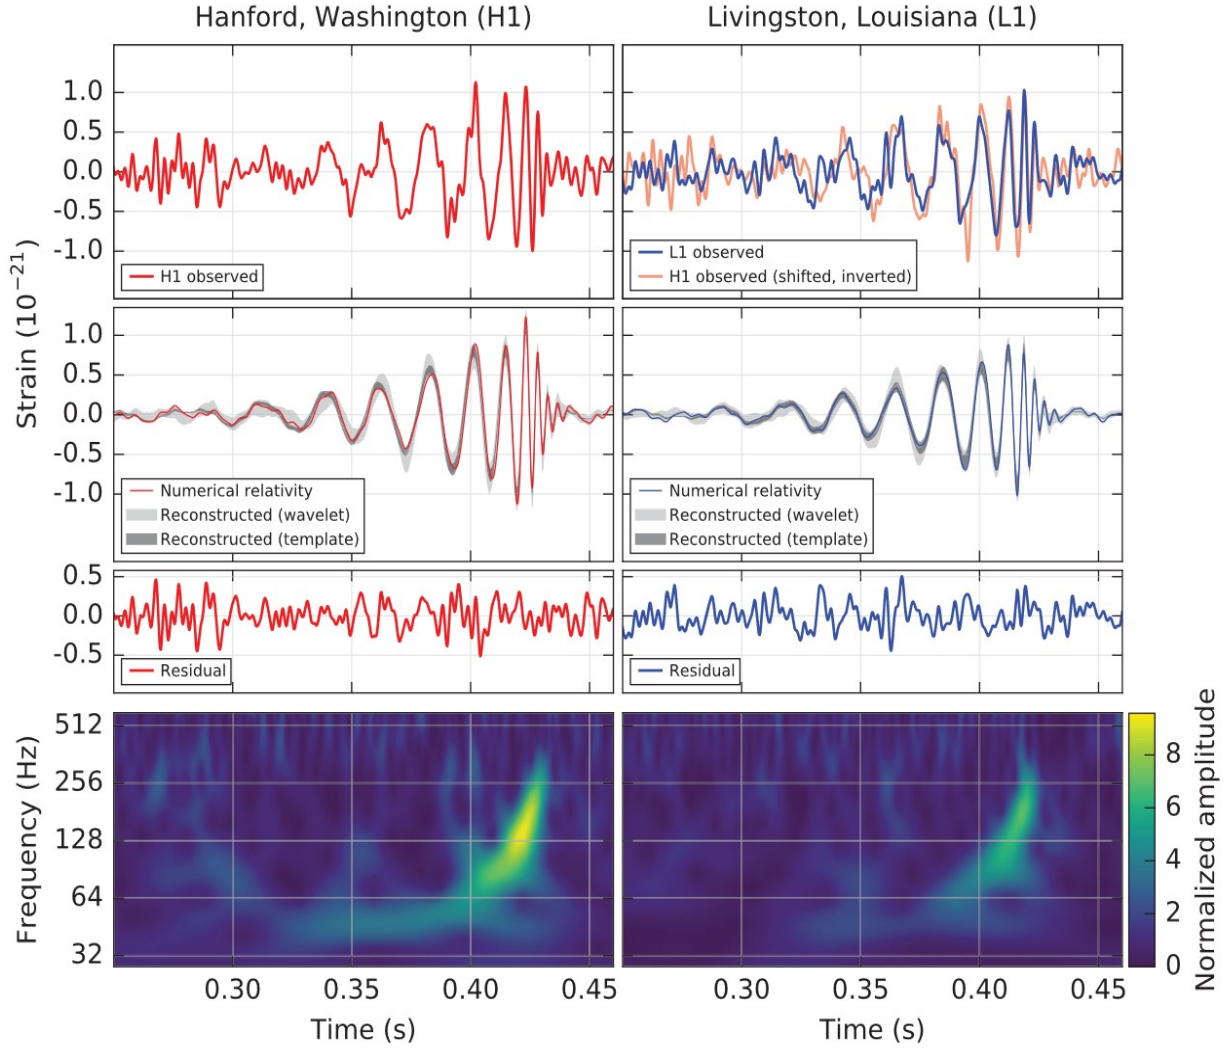 Hanford, Washington (H1)
Livingston, Louisiana (L1)
Strain (10⁻²¹)
1.0
0.5
0.0
-0.5
-1.0
H1 observed
L1 observed
H1 observed (shifted, inverted)
1.0
0.5
0.0
-0.5
-1.0
Numerical relativity
Reconstructed (wavelet)
Reconstructed (template)
Numerical relativity
Reconstructed (wavelet)
Reconstructed (template)
0.5
0.0
-0.5
Residual
Residual
Frequency (Hz)
512
256
128
64
32
Normalized amplitude
8
6
4
2
0
0.30 0.35 0.40 0.45
0.30 0.35 0.40 0.45
Time (s)
Time (s)